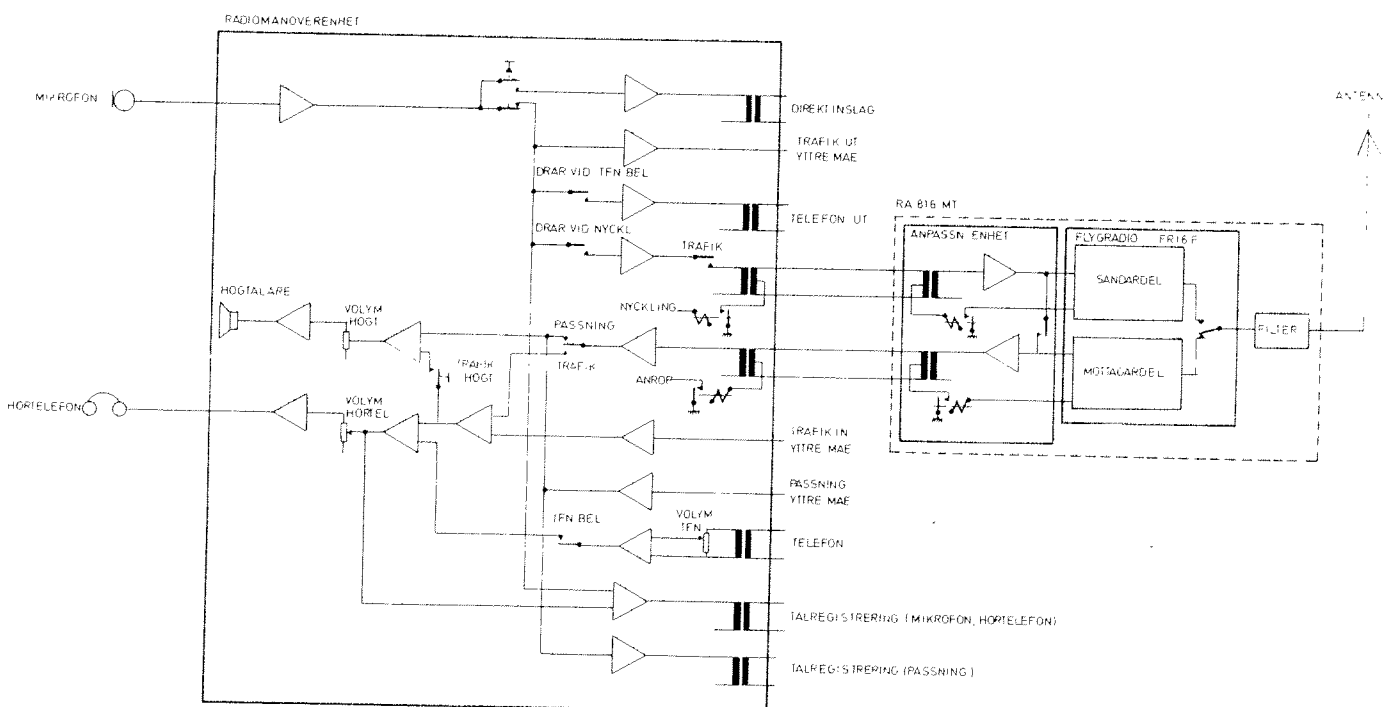 RADIOMANOVERENHET
MIKROFON
DIREKTINSLAG
ANTENN
TRAFIK UT
YTTRE MAE
DRAR VID TFN BEL
TELEFON UT
RA 816 MT
DRAR VID NYCKL
TRAFIK
ANPASSN ENHET
FLYGRADIO FR16F
SANDARDEL
HOGTALARE
VOLYM
HOGT
NYCKLING
PASSNING
FILTER
TRAFIK
HOGT
TRAFIK
ANROP
MOTTAGARDEL
HORTELEFON
VOLYM
HORTEL
TRAFIK IN
YTTRE MAE
PASSNING
YTTRE MAE
TFN BEL
VOLYM
TFN
TELEFON
TALREGISTRERING (MIKROFON, HORTELEFON)
TALREGISTRERING (PASSNING)